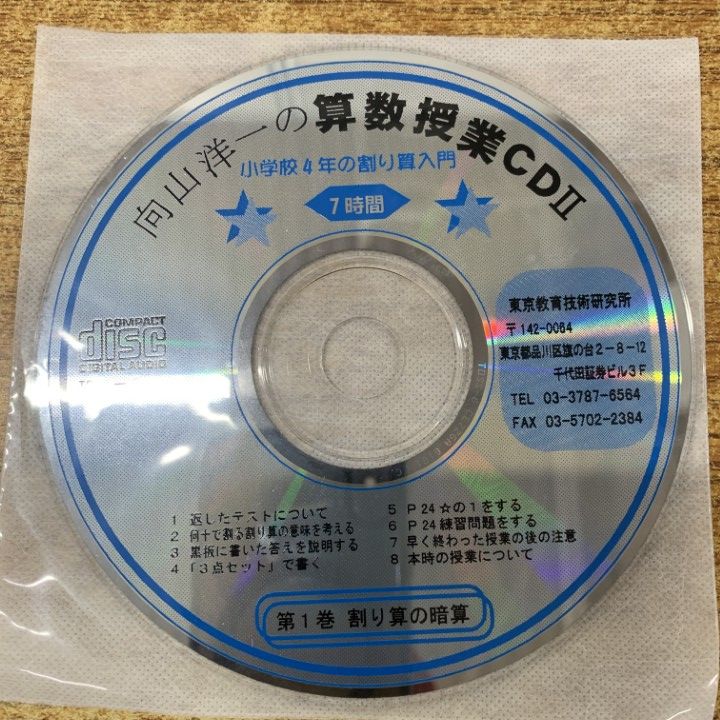 向山洋一の算数授業CDⅡ
小学校4年の割り算入門
7時間
COMPACT
disc
DIGITAL AUDIO
東京教育技術研究所
〒142-0064
東京都品川区旗の台2-8-12
千代田証券ビル3F
TEL 03-3787-6564
FAX 03-5702-2384
1 返したテストについて
2 何十で割る割り算の意味を考える
3 黒板に書いた答えを説明する
4 「3点セット」で書く
5 P24☆の1をする
6 P24練習問題をする
7 早く終わった授業の後の注意
8 本時の授業について
第1巻 割り算の暗算